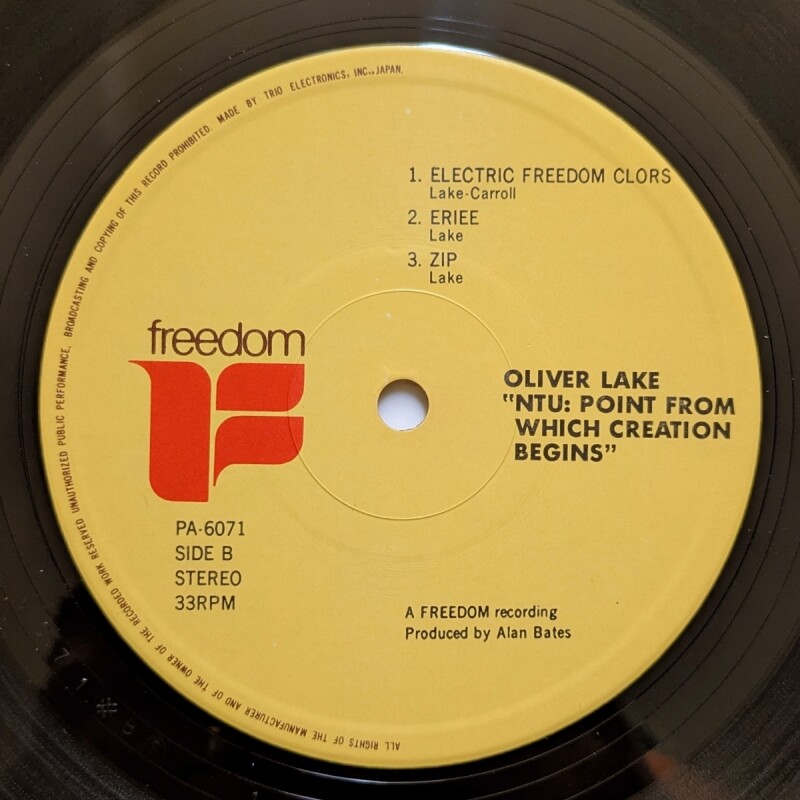 1. ELECTRIC FREEDOM CLORS
Lake-Carroll
2. ERIEE
Lake
3. ZIP
Lake
freedom
OLIVER LAKE
"NTU: POINT FROM
WHICH CREATION
BEGINS"
PA-6071
SIDE B
STEREO
33RPM
A FREEDOM recording
Produced by Alan Bates
ALL RIGHTS OF THE MANUFACTURER AND OF THE OWNER OF THE RECORDED WORK RESERVED UNAUTHORIZED PUBLIC PERFORMANCE, BROADCASTING AND COPYING OF THIS RECORD PROHIBITED. MADE BY TRIO ELECTRONICS, INC., JAPAN.